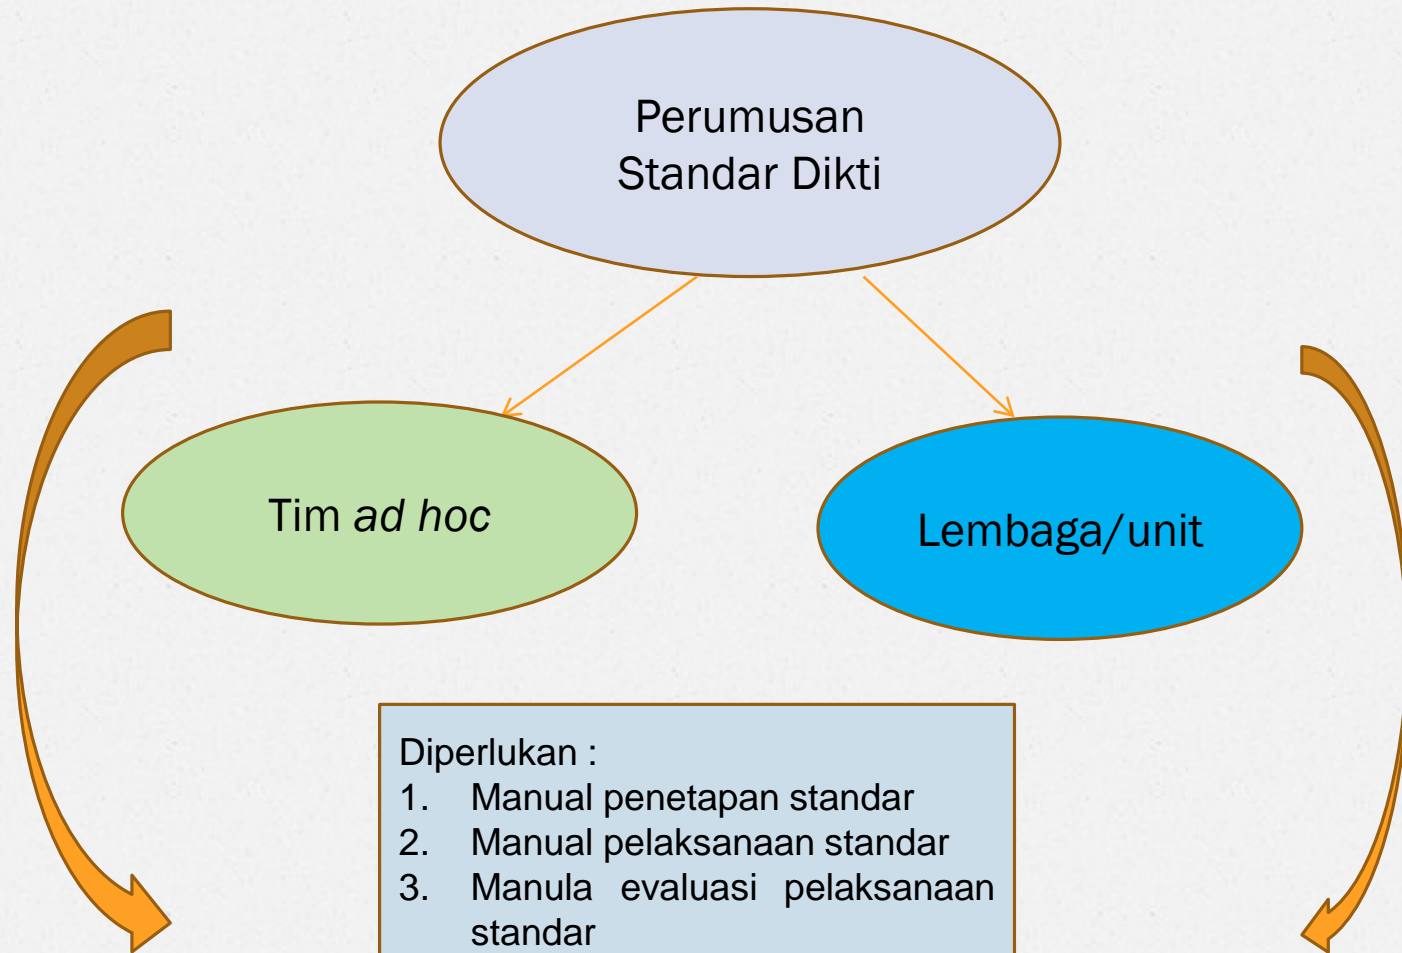 Perumusan
Standar Dikti
Tim ad hoc
Lembaga/unit
Diperlukan :
1. Manual penetapan standar
2. Manual pelaksanaan standar
3. Manula evaluasi pelaksanaan
standar